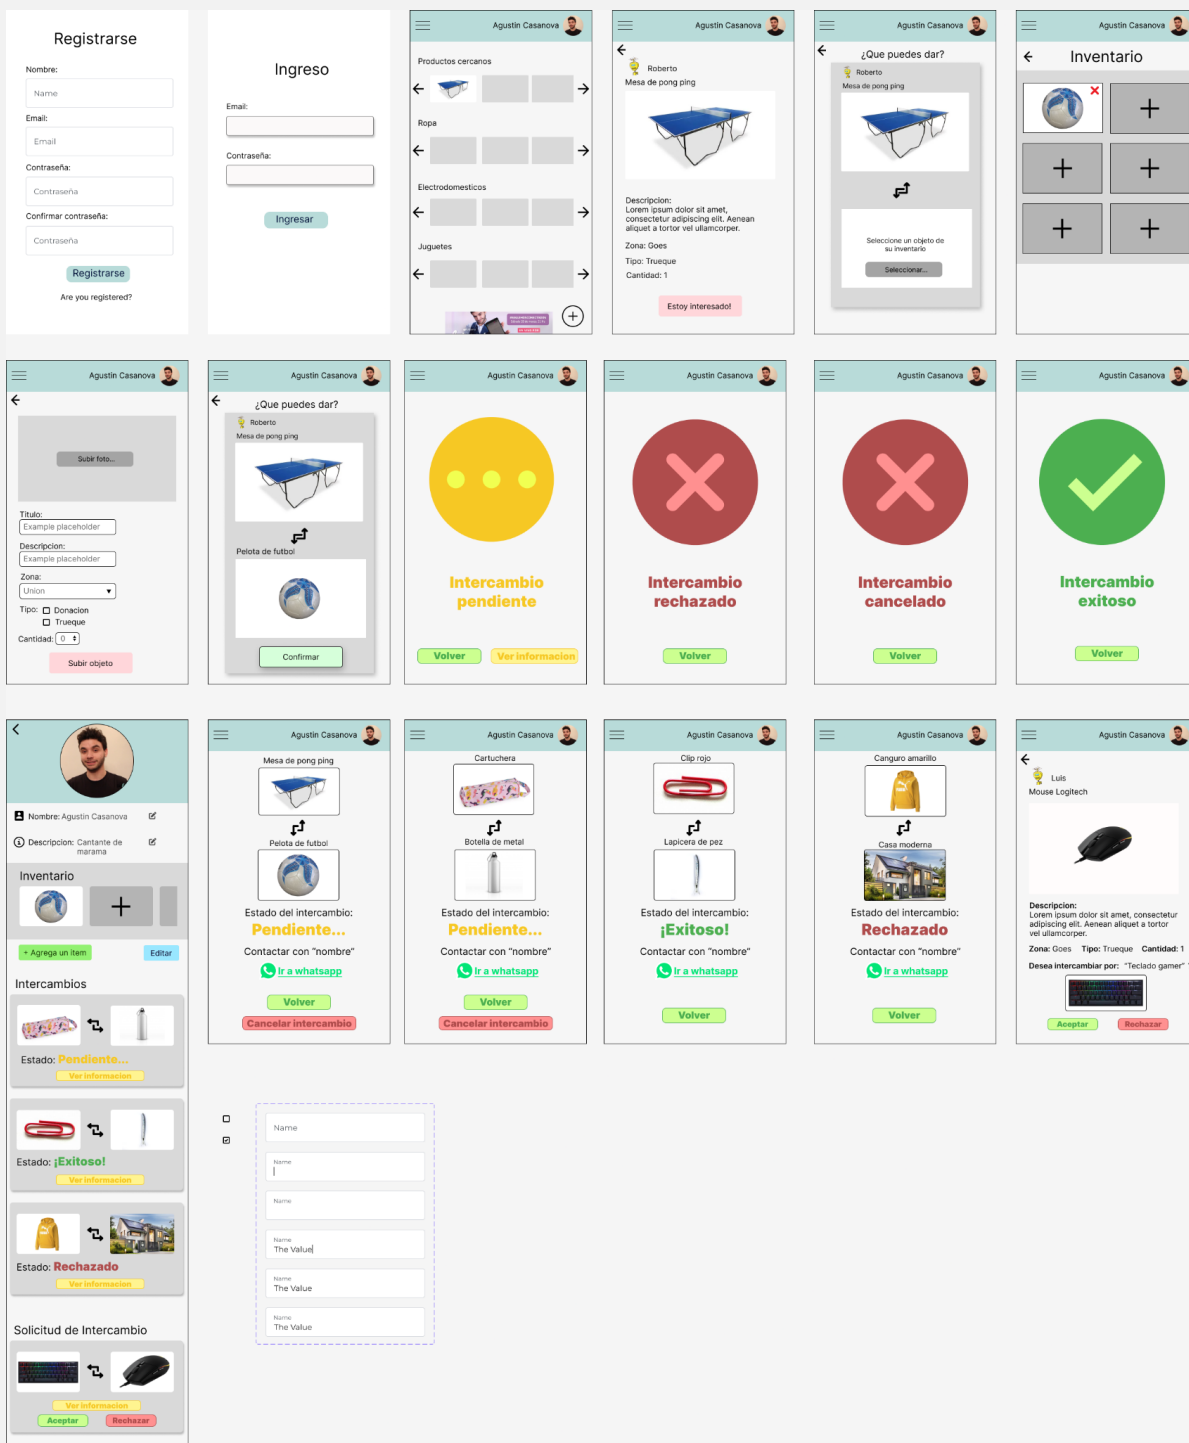 Registrarse
Nombre:
Name
Email:
Email
Contraseña:
Contraseña
Confirmar contraseña:
Contraseña
Registrarse
Are you registered?
Ingreso
Email:
Contraseña:
Ingresar
Agustin Casanova
Productos cercanos
Ropa
Electrodomesticos
Juguetes
Agustin Casanova
Roberto
Mesa de pong ping
Descripcion:
Lorem ipsum dolor sit amet,
consectetur adipiscing elit. Aenean
aliquet a tortor vel ullamcorper.
Zona: Goes
Tipo: Trueque
Cantidad: 1
Estoy interesado!
Agustin Casanova
¿Que puedes dar?
Roberto
Mesa de pong ping
Seleccione un objeto de
su inventario
Seleccionar...
Agustin Casanova
Inventario
Agustin Casanova
Subir foto...
Titulo:
Example placeholder
Descripcion:
Example placeholder
Zona:
Union
Tipo:
Donacion
Trueque
Cantidad: 0
Subir objeto
Agustin Casanova
¿Que puedes dar?
Roberto
Mesa de pong ping
Pelota de futbol
Confirmar
Agustin Casanova
Intercambio
pendiente
Volver
Ver informacion
Agustin Casanova
Intercambio
rechazado
Volver
Agustin Casanova
Intercambio
cancelado
Volver
Agustin Casanova
Intercambio
exitoso
Volver
Nombre: Agustin Casanova
Descripcion: Cantante de
marama
Inventario
+ Agrega un item
Editar
Intercambios
Estado: Pendiente...
Ver informacion
Estado: ¡Exitoso!
Ver informacion
Estado: Rechazado
Ver informacion
Solicitud de Intercambio
Ver informacion
Aceptar
Rechazar
Agustin Casanova
Mesa de pong ping
Pelota de futbol
Estado del intercambio:
Pendiente...
Contactar con "nombre"
Ir a whatsapp
Volver
Cancelar intercambio
Agustin Casanova
Cartuchera
Botella de metal
Estado del intercambio:
Pendiente...
Contactar con "nombre"
Ir a whatsapp
Volver
Cancelar intercambio
Agustin Casanova
Clip rojo
Lapicera de pez
Estado del intercambio:
¡Exitoso!
Contactar con "nombre"
Ir a whatsapp
Volver
Agustin Casanova
Canguro amarillo
Casa moderna
Estado del intercambio:
Rechazado
Contactar con "nombre"
Ir a whatsapp
Volver
Agustin Casanova
Luis
Mouse Logitech
Descripcion:
Lorem ipsum dolor sit amet, consectetur
adipiscing elit. Aenean aliquet a tortor
vel ullamcorper.
Zona: Goes Tipo: Trueque Cantidad: 1
Desea intercambiar por: "Teclado gamer"
Aceptar
Rechazar
Name
Name
Name
Name
The Value
Name
The Value
Name
The Value